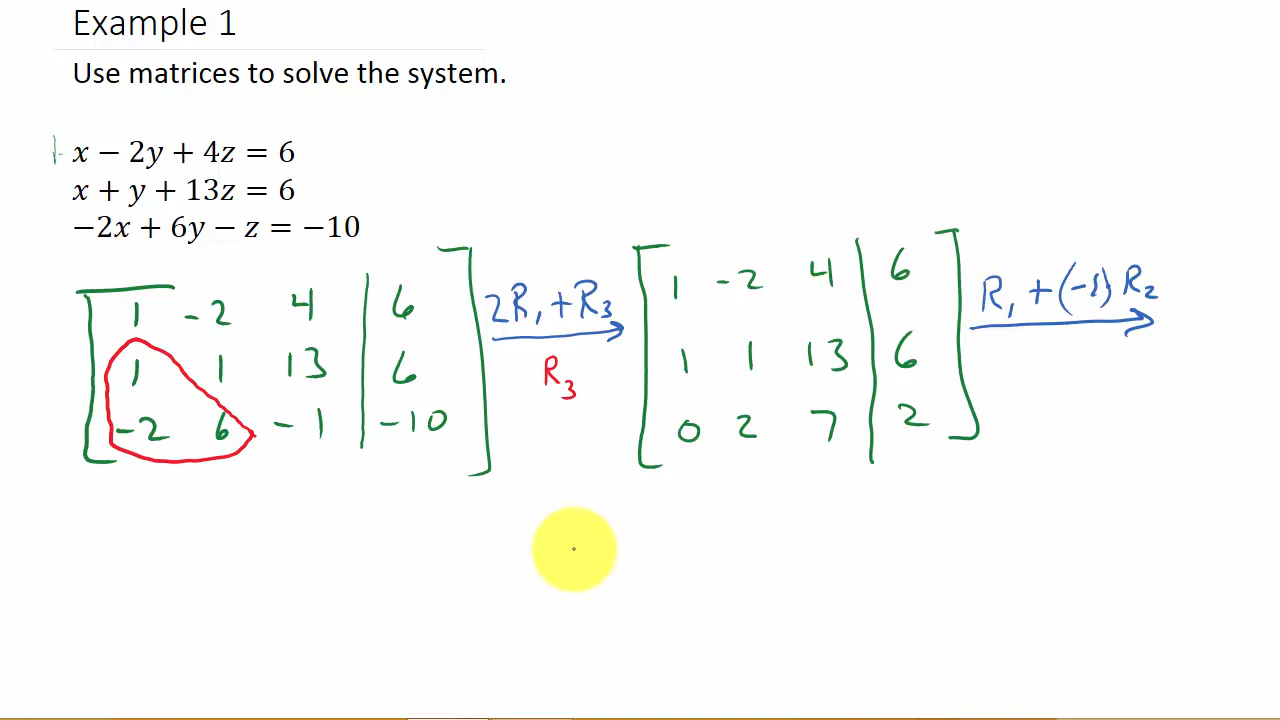 Example 1
Use matrices to solve the system.
x − 2y + 4z = 6
x + y + 13z = 6
−2x + 6y − z = −10
1 -2 4 | 6
1 1 13 | 6
-2 6 -1 | -10
2R₁ + R₃
R₃
1 -2 4 | 6
1 1 13 | 6
0 2 7 | 2
R₁ + (-1) R₂